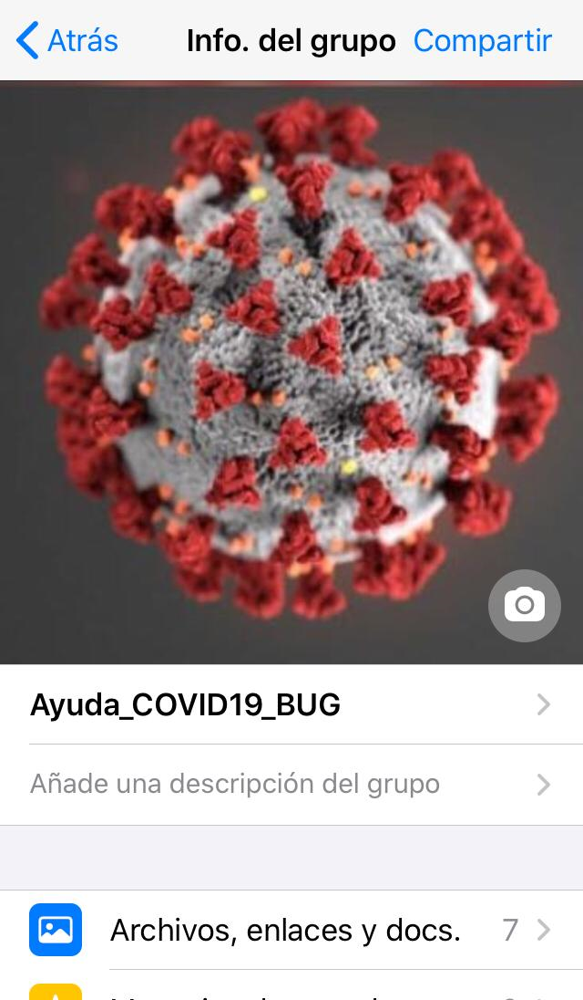 Atrás Info. del grupo Compartir
Ayuda_COVID19_BUG
Añade una descripción del grupo
Archivos, enlaces y docs. 7